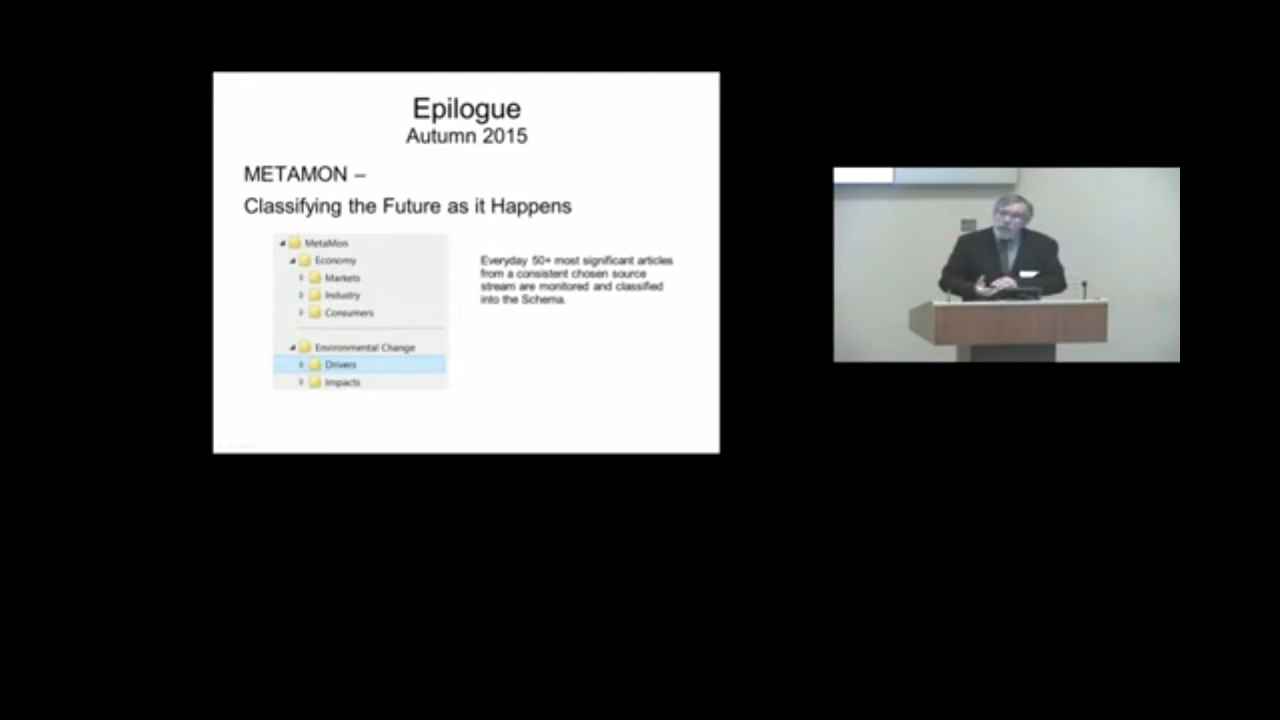 Epilogue
Autumn 2015
METAMON –
Classifying the Future as it Happens
MetaMon
Economy
Markets
Industry
Consumers
Environmental Change
Drivers
Impacts
Everyday 50+ most significant articles
from a consistent chosen source
stream are monitored and classified
into the Schema.